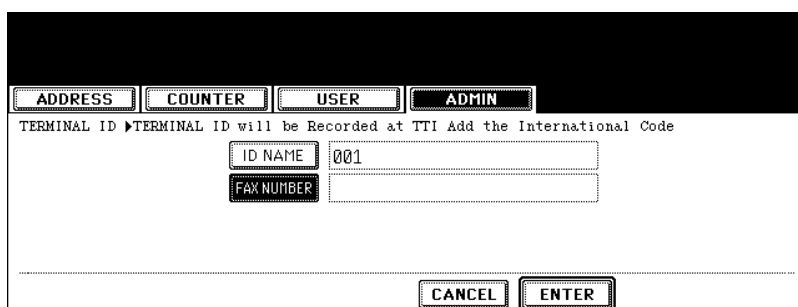 ADDRESS COUNTER USER ADMIN
TERMINAL ID ▶TERMINAL ID will be Recorded at TTI Add the International Code
ID NAME 001
FAX NUMBER
CANCEL ENTER